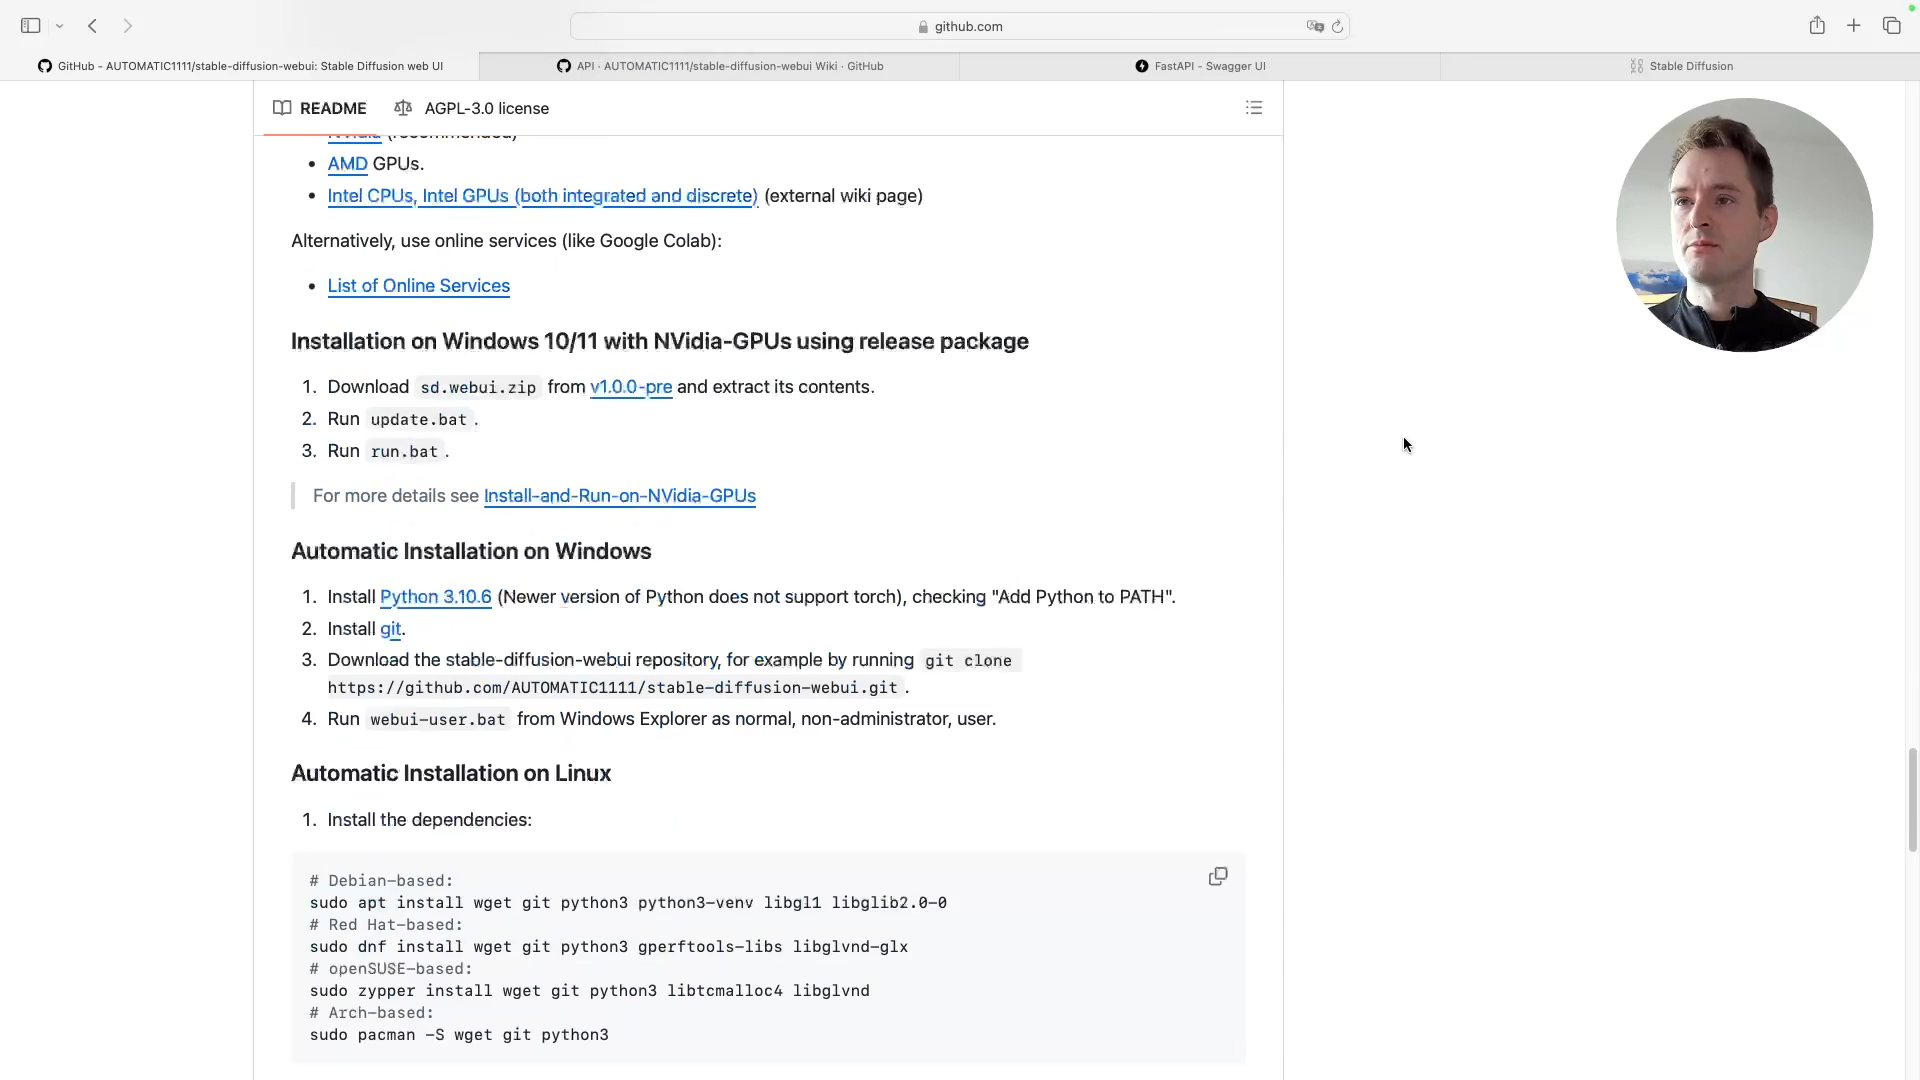 github.com
GitHub - AUTOMATIC1111/stable-diffusion-webui: Stable Diffusion web UI
API · AUTOMATIC1111/stable-diffusion-webui Wiki · GitHub
FastAPI - Swagger UI
Stable Diffusion
README
AGPL-3.0 license
NVidia (recommended)
• AMD GPUs.
• Intel CPUs, Intel GPUs (both integrated and discrete) (external wiki page)
Alternatively, use online services (like Google Colab):
• List of Online Services
Installation on Windows 10/11 with NVidia-GPUs using release package
1. Download sd.webui.zip from v1.0.0-pre and extract its contents.
2. Run update.bat.
3. Run run.bat.
For more details see Install-and-Run-on-NVidia-GPUs
Automatic Installation on Windows
1. Install Python 3.10.6 (Newer version of Python does not support torch), checking "Add Python to PATH".
2. Install git.
3. Download the stable-diffusion-webui repository, for example by running git clone
https://github.com/AUTOMATIC1111/stable-diffusion-webui.git.
4. Run webui-user.bat from Windows Explorer as normal, non-administrator, user.
Automatic Installation on Linux
1. Install the dependencies:
# Debian-based:
sudo apt install wget git python3 python3-venv libgl1 libglib2.0-0
# Red Hat-based:
sudo dnf install wget git python3 gperftools-libs libglvnd-glx
# openSUSE-based:
sudo zypper install wget git python3 libtcmalloc4 libglvnd
# Arch-based:
sudo pacman -S wget git python3